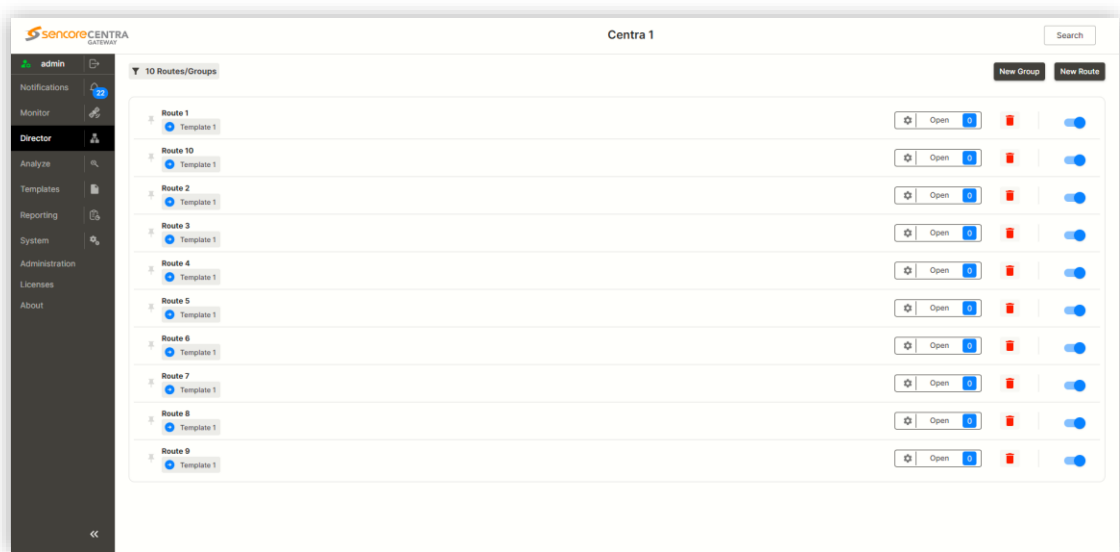 sencore CENTRA
GATEWAY
Centra 1
Search
admin
Notifications
22
Monitor
Director
Analyze
Templates
Reporting
System
Administration
Licenses
About
10 Routes/Groups
New Group
New Route
Route 1
Template 1
Open 0
Route 10
Template 1
Open 0
Route 2
Template 1
Open 0
Route 3
Template 1
Open 0
Route 4
Template 1
Open 0
Route 5
Template 1
Open 0
Route 6
Template 1
Open 0
Route 7
Template 1
Open 0
Route 8
Template 1
Open 0
Route 9
Template 1
Open 0